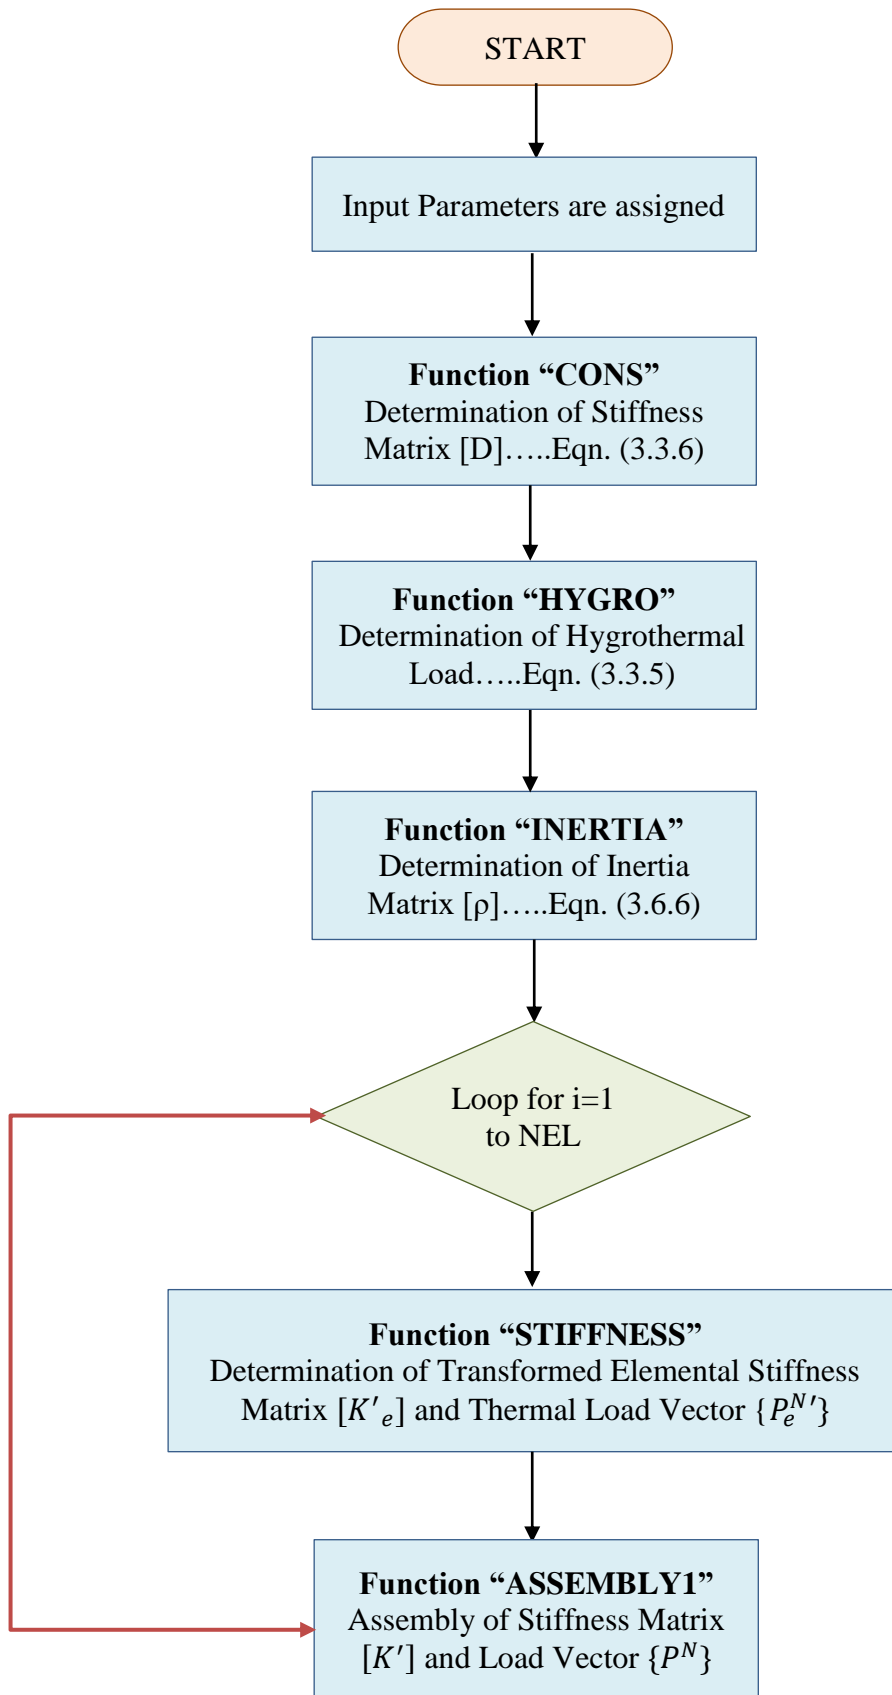 START
Input Parameters are assigned
Function “CONS”
Determination of Stiffness
Matrix [D]…..Eqn. (3.3.6)
Function “HYGRO”
Determination of Hygrothermal
Load…..Eqn. (3.3.5)
Function “INERTIA”
Determination of Inertia
Matrix [ρ]…..Eqn. (3.6.6)
Loop for i=1
to NEL
Function “STIFFNESS”
Determination of Transformed Elemental Stiffness
Matrix [K′ₑ] and Thermal Load Vector {P_e^{N′}}
Function “ASSEMBLY1”
Assembly of Stiffness Matrix
[K′] and Load Vector {P^N}